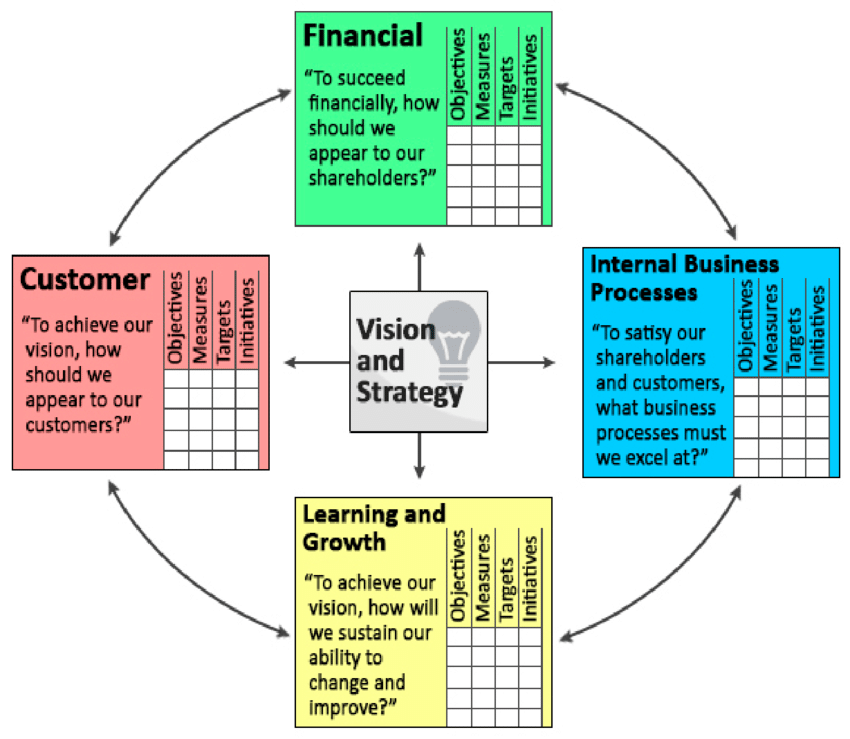 Financial
“To succeed
financially, how
should we
appear to our
shareholders?”
Objectives
Measures
Targets
Initiatives
Customer
“To achieve our
vision, how
should we
appear to our
customers?”
Objectives
Measures
Targets
Initiatives
Vision
and
Strategy
Internal Business
Processes
“To satisy our
shareholders
and customers,
what business
processes must
we excel at?”
Objectives
Measures
Targets
Initiatives
Learning and
Growth
“To achieve our
vision, how will
we sustain our
ability to
change and
improve?”
Objectives
Measures
Targets
Initiatives